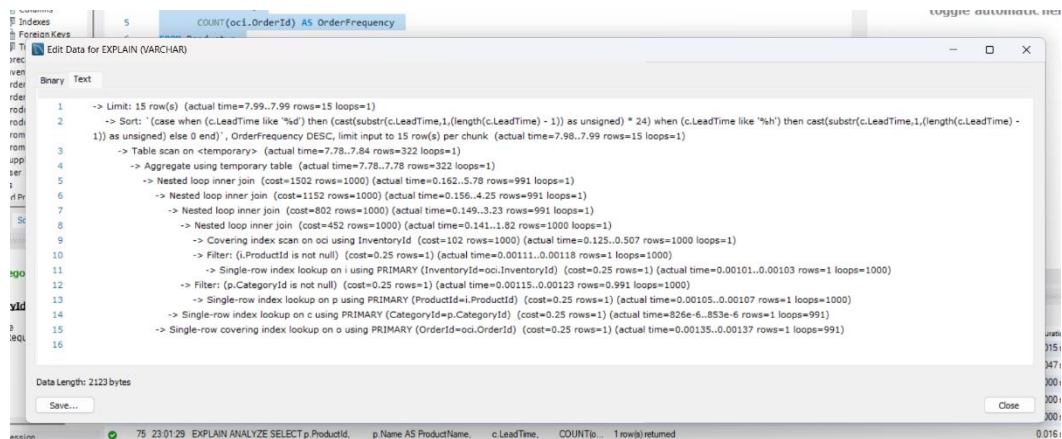 Indexes
Foreign Keys
5 COUNT(oci.OrderId) AS OrderFrequency
toggle automatic
Edit Data for EXPLAIN (VARCHAR)
Binary Text
1 -> Limit: 15 row(s) (actual time=7.99..7.99 rows=15 loops=1)
2 -> Sort: `(case when (c.LeadTime like '%d') then (cast(substr(c.LeadTime,1,(length(c.LeadTime) - 1)) as unsigned) * 24) when (c.LeadTime like '%h') then cast(substr(c.LeadTime,1,(length(c.LeadTime) -
1)) as unsigned) else 0 end)`, OrderFrequency DESC, limit input to 15 row(s) per chunk (actual time=7.98..7.99 rows=15 loops=1)
3 -> Table scan on <temporary> (actual time=7.78..7.84 rows=322 loops=1)
4 -> Aggregate using temporary table (actual time=7.78..7.78 rows=322 loops=1)
5 -> Nested loop inner join (cost=1502 rows=1000) (actual time=0.162..5.78 rows=991 loops=1)
6 -> Nested loop inner join (cost=1152 rows=1000) (actual time=0.156..4.25 rows=991 loops=1)
7 -> Nested loop inner join (cost=802 rows=1000) (actual time=0.149..3.23 rows=991 loops=1)
8 -> Nested loop inner join (cost=452 rows=1000) (actual time=0.141..1.82 rows=1000 loops=1)
9 -> Covering index scan on oci using InventoryId (cost=102 rows=1000) (actual time=0.125..0.507 rows=1000 loops=1)
10 -> Filter: (i.ProductId is not null) (cost=0.25 rows=1) (actual time=0.00111..0.00118 rows=1 loops=1000)
11 -> Single-row index lookup on i using PRIMARY (InventoryId=oci.InventoryId) (cost=0.25 rows=1) (actual time=0.00101..0.00103 rows=1 loops=1000)
12 -> Filter: (p.CategoryId is not null) (cost=0.25 rows=1) (actual time=0.00115..0.00123 rows=0.991 loops=1000)
13 -> Single-row index lookup on p using PRIMARY (ProductId=i.ProductId) (cost=0.25 rows=1) (actual time=0.00105..0.00107 rows=1 loops=1000)
14 -> Single-row index lookup on c using PRIMARY (CategoryId=p.CategoryId) (cost=0.25 rows=1) (actual time=826e-6..853e-6 rows=1 loops=991)
15 -> Single-row covering index lookup on o using PRIMARY (OrderId=oci.OrderId) (cost=0.25 rows=1) (actual time=0.00135..0.00137 rows=1 loops=991)
16
Data Length: 2123 bytes
Save... Close
75 23:01:29 EXPLAIN ANALYZE SELECT p.ProductId, p.Name AS ProductName, c.LeadTime, COUNT(o... 1 row(s) returned 0.016